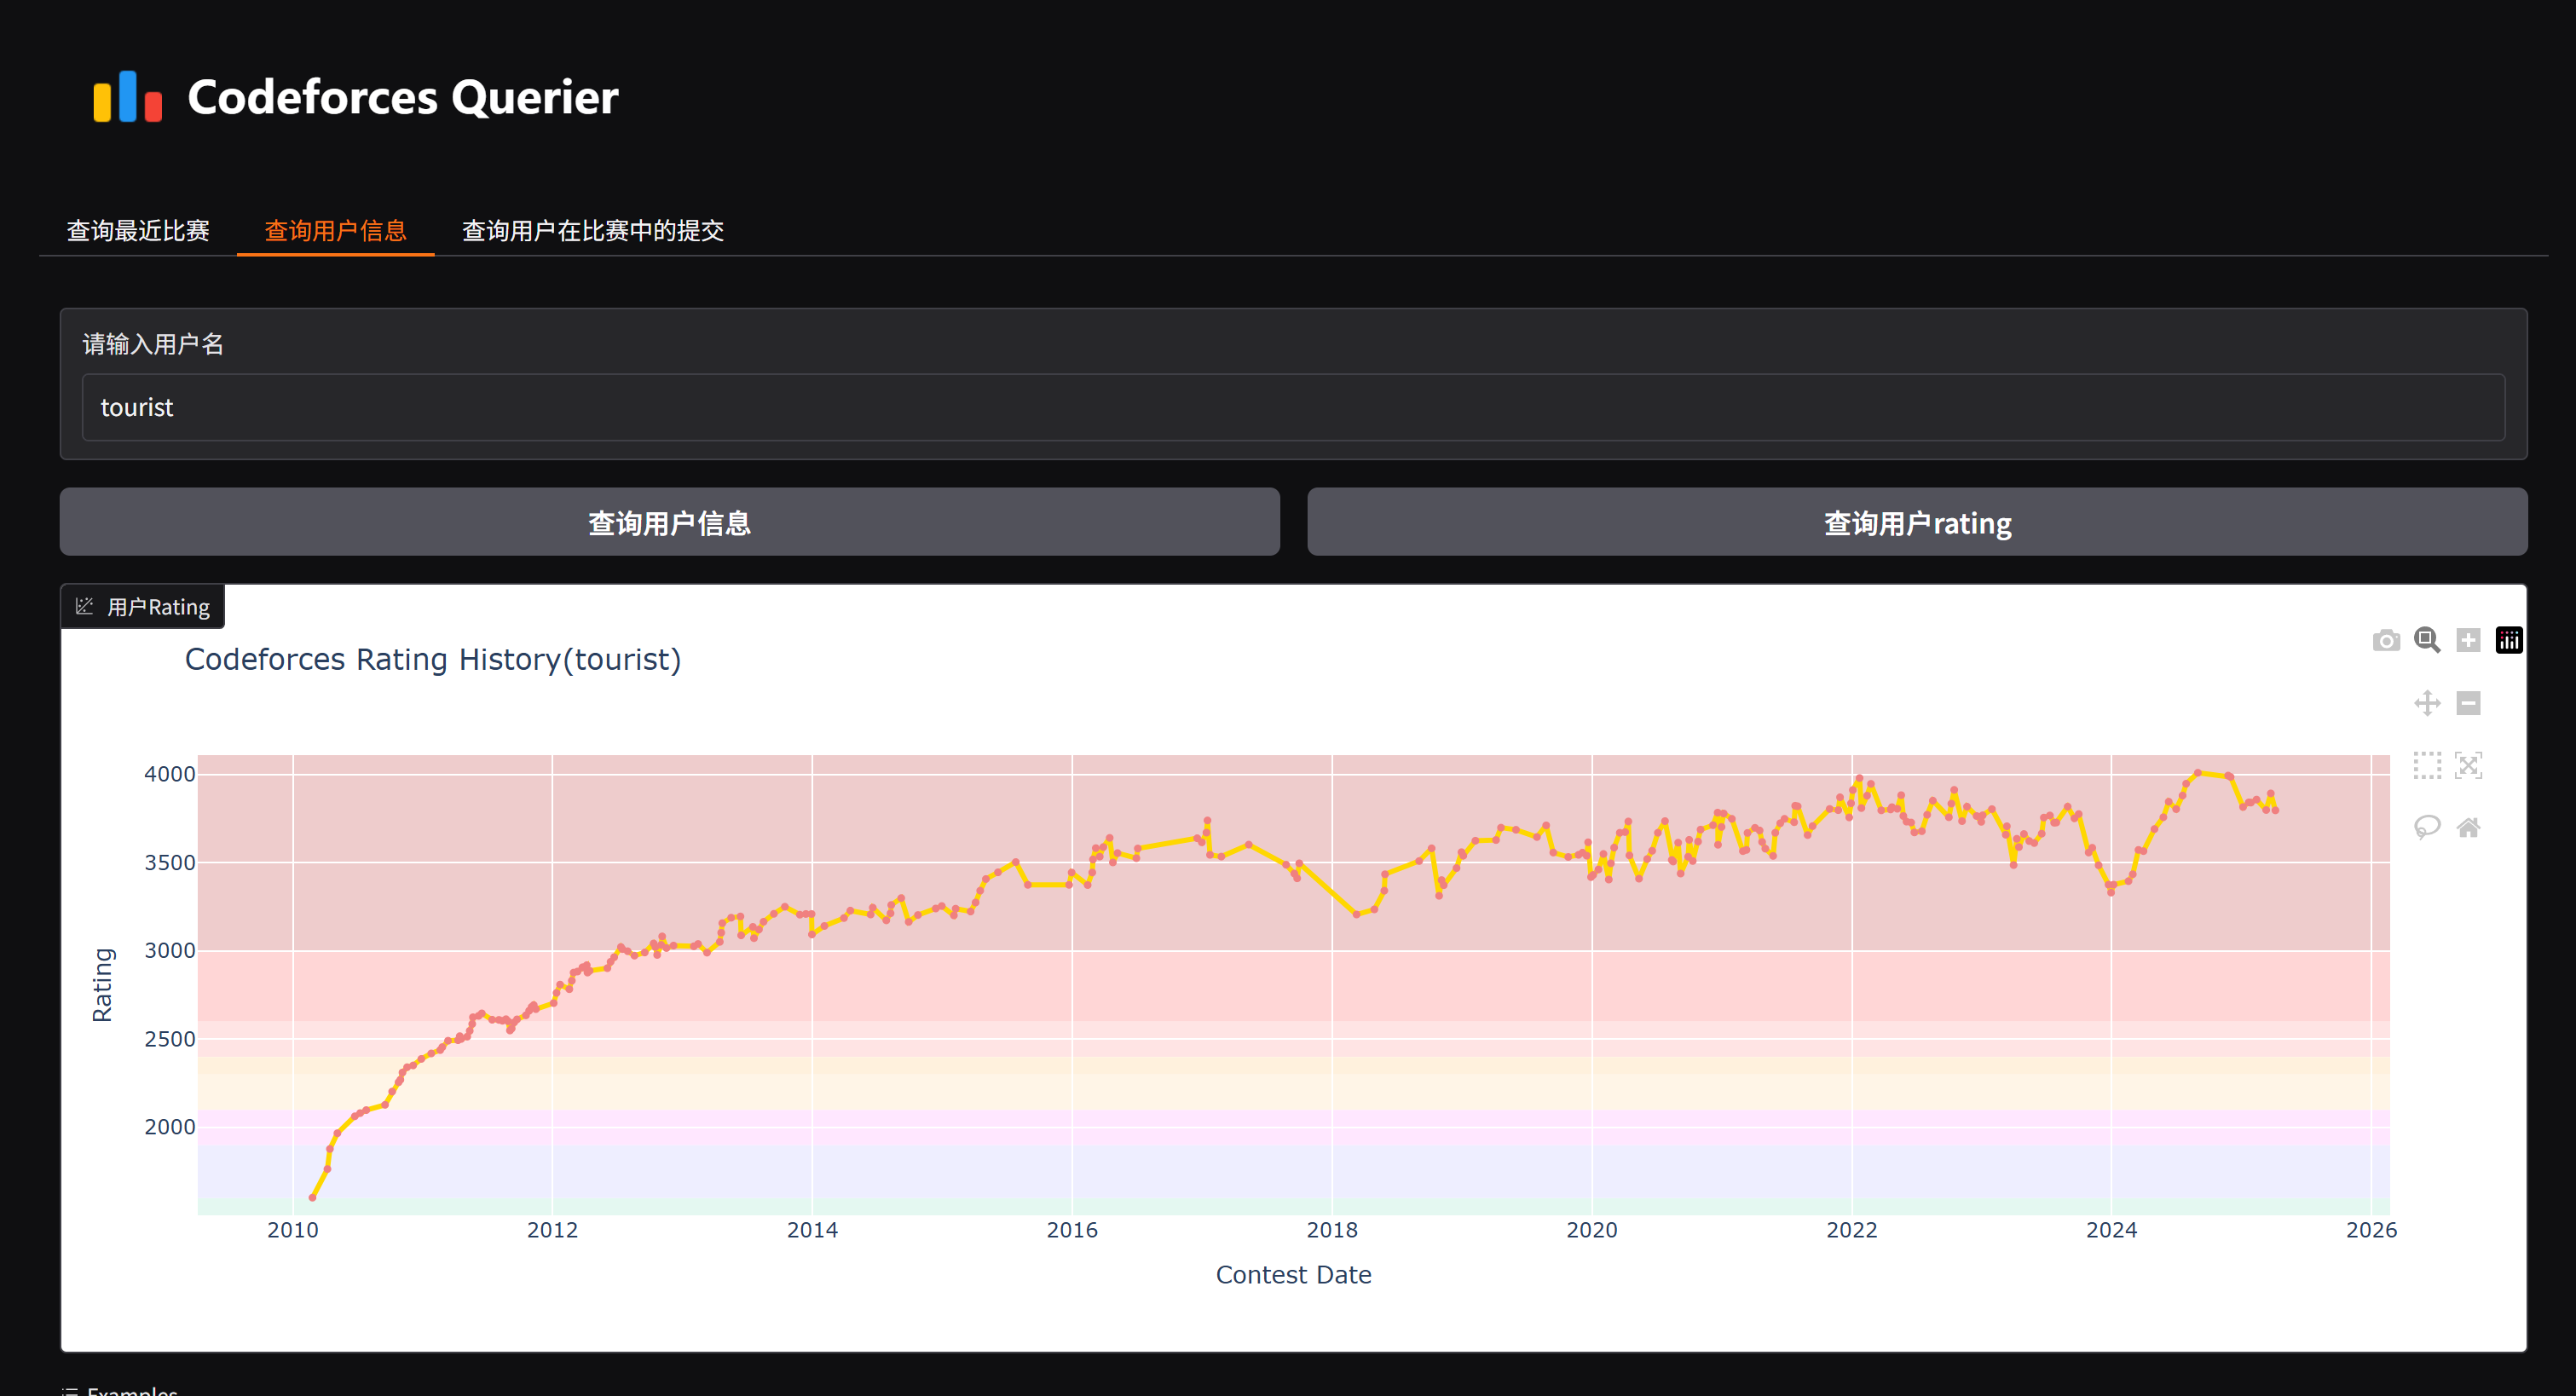 Codeforces Querier
查询最近比赛 查询用户信息 查询用户在比赛中的提交
请输入用户名
tourist
查询用户信息 查询用户rating
用户Rating
Codeforces Rating History(tourist)
4000
3500
3000
2500
2000
Rating
2010 2012 2014 2016 2018 2020 2022 2024 2026
Contest Date
Examples